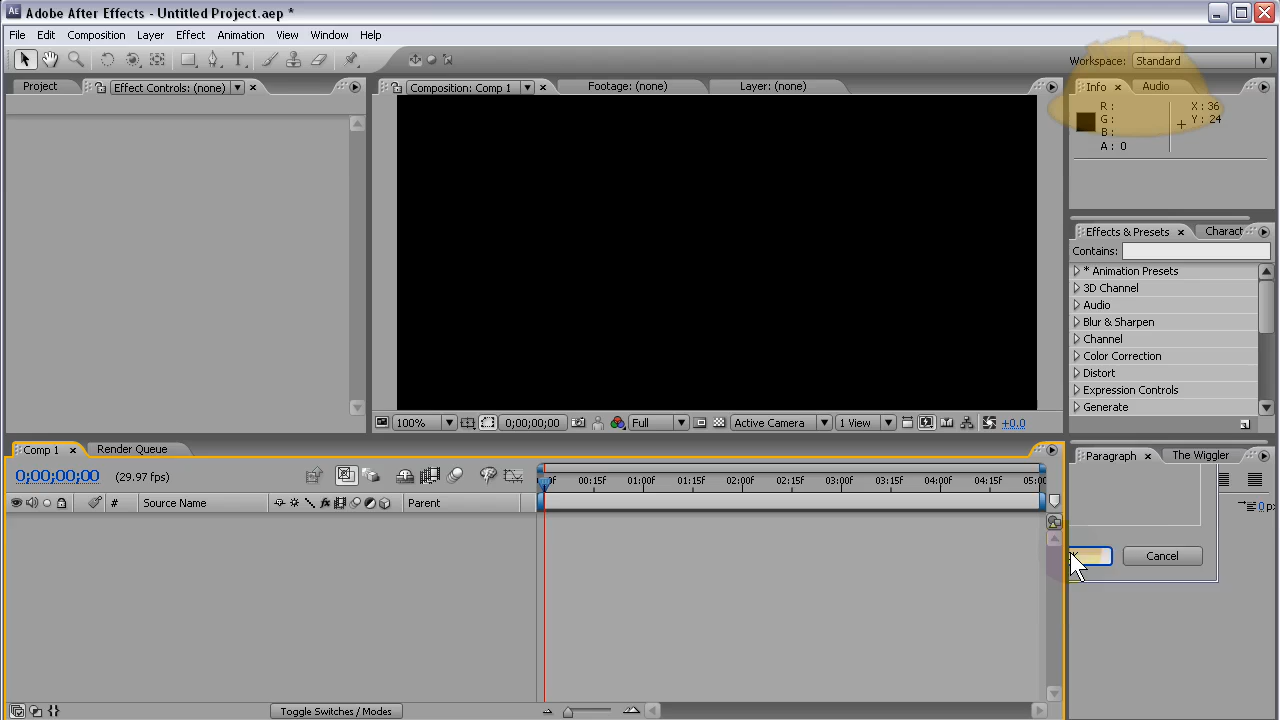 Adobe After Effects - Untitled Project.aep *
File Edit Composition Layer Effect Animation View Window Help
Workspace: Standard
Project Effect Controls: (none) Composition: Comp 1 Footage: (none) Layer: (none) Info Audio
R : X : 36
G : Y : 24
B :
A : 0
Effects & Presets Charact
Contains:
* Animation Presets
3D Channel
Audio
Blur & Sharpen
Channel
Color Correction
Distort
Expression Controls
Generate
100% 0;00;00;00 Full Active Camera 1 View +0.0
Comp 1 Render Queue Paragraph The Wiggler
0;00;00;00 (29.97 fps) 00:15F 01:00F 01:15F 02:00F 02:15F 03:00F 03:15F 04:00F 04:15F 05:00
# Source Name Parent
0 px
Cancel
Toggle Switches / Modes